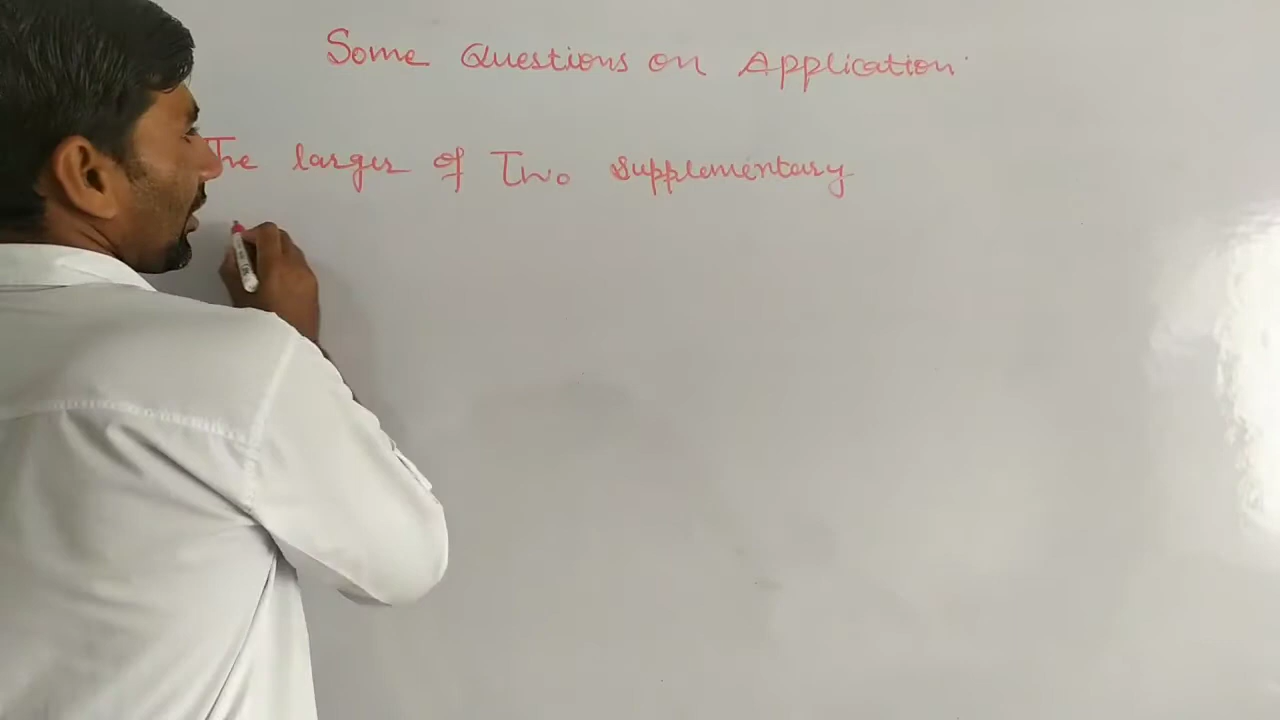 Some Questions on Application
The larger of Two Supplementary